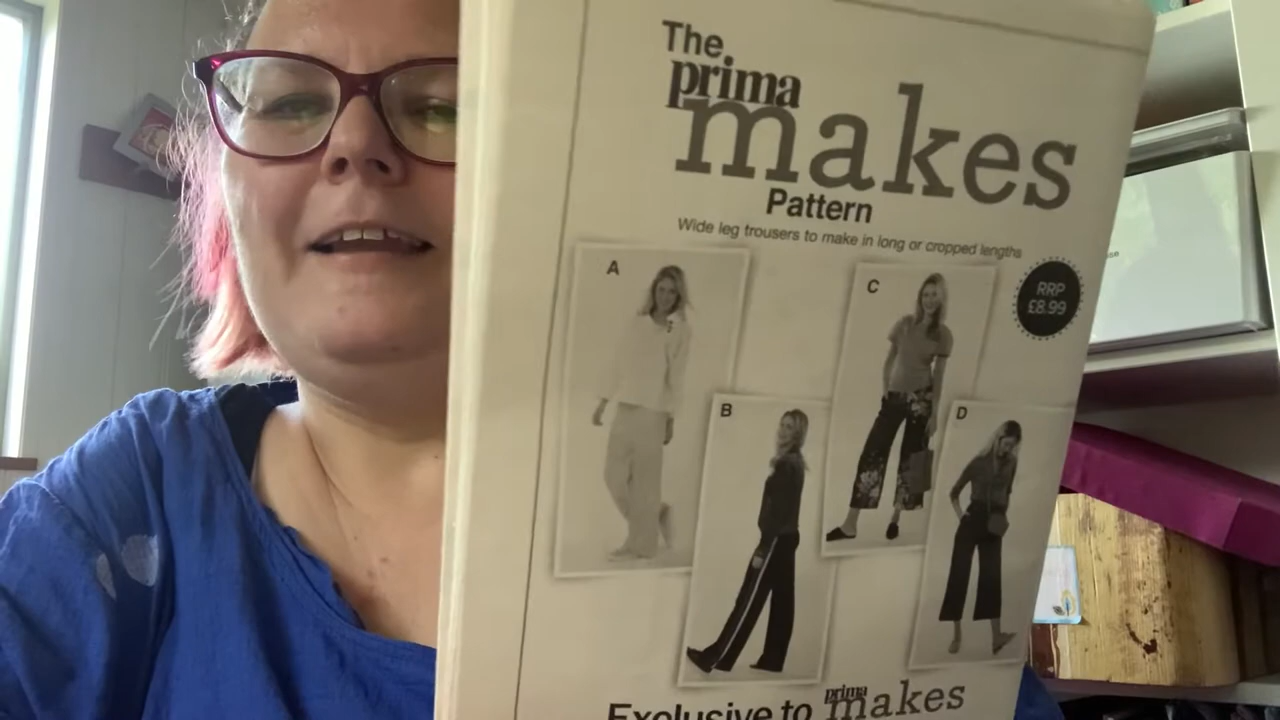 The
prima
makes
Pattern
Wide leg trousers to make in long or cropped lengths
A
C
RRP
£8.99
B
D
Exclusive to prima makes